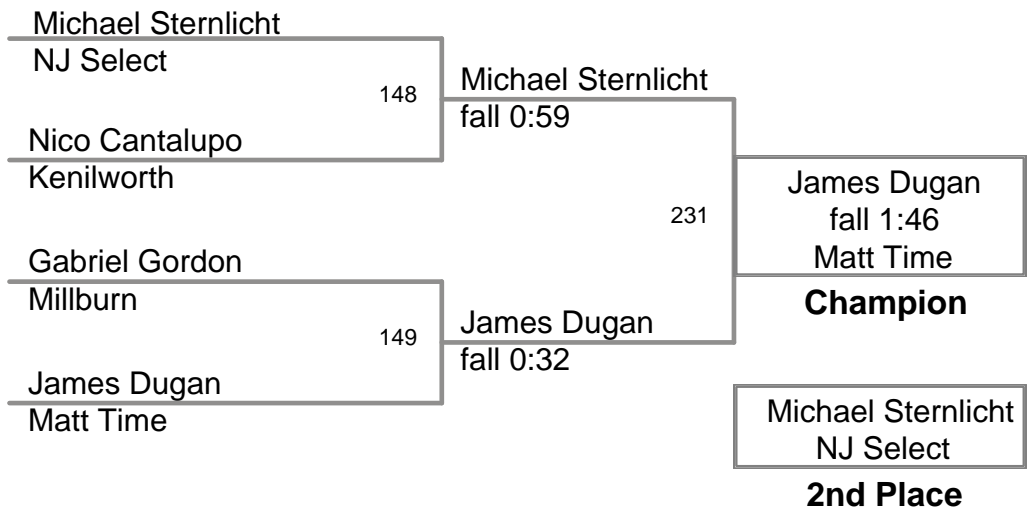 Michael Sternlicht
NJ Select
148
Nico Cantalupo
Kenilworth
Michael Sternlicht
fall 0:59
Gabriel Gordon
Millburn
149
James Dugan
Matt Time
James Dugan
fall 0:32
231
James Dugan
fall 1:46
Matt Time
Champion
Michael Sternlicht
NJ Select
2nd Place